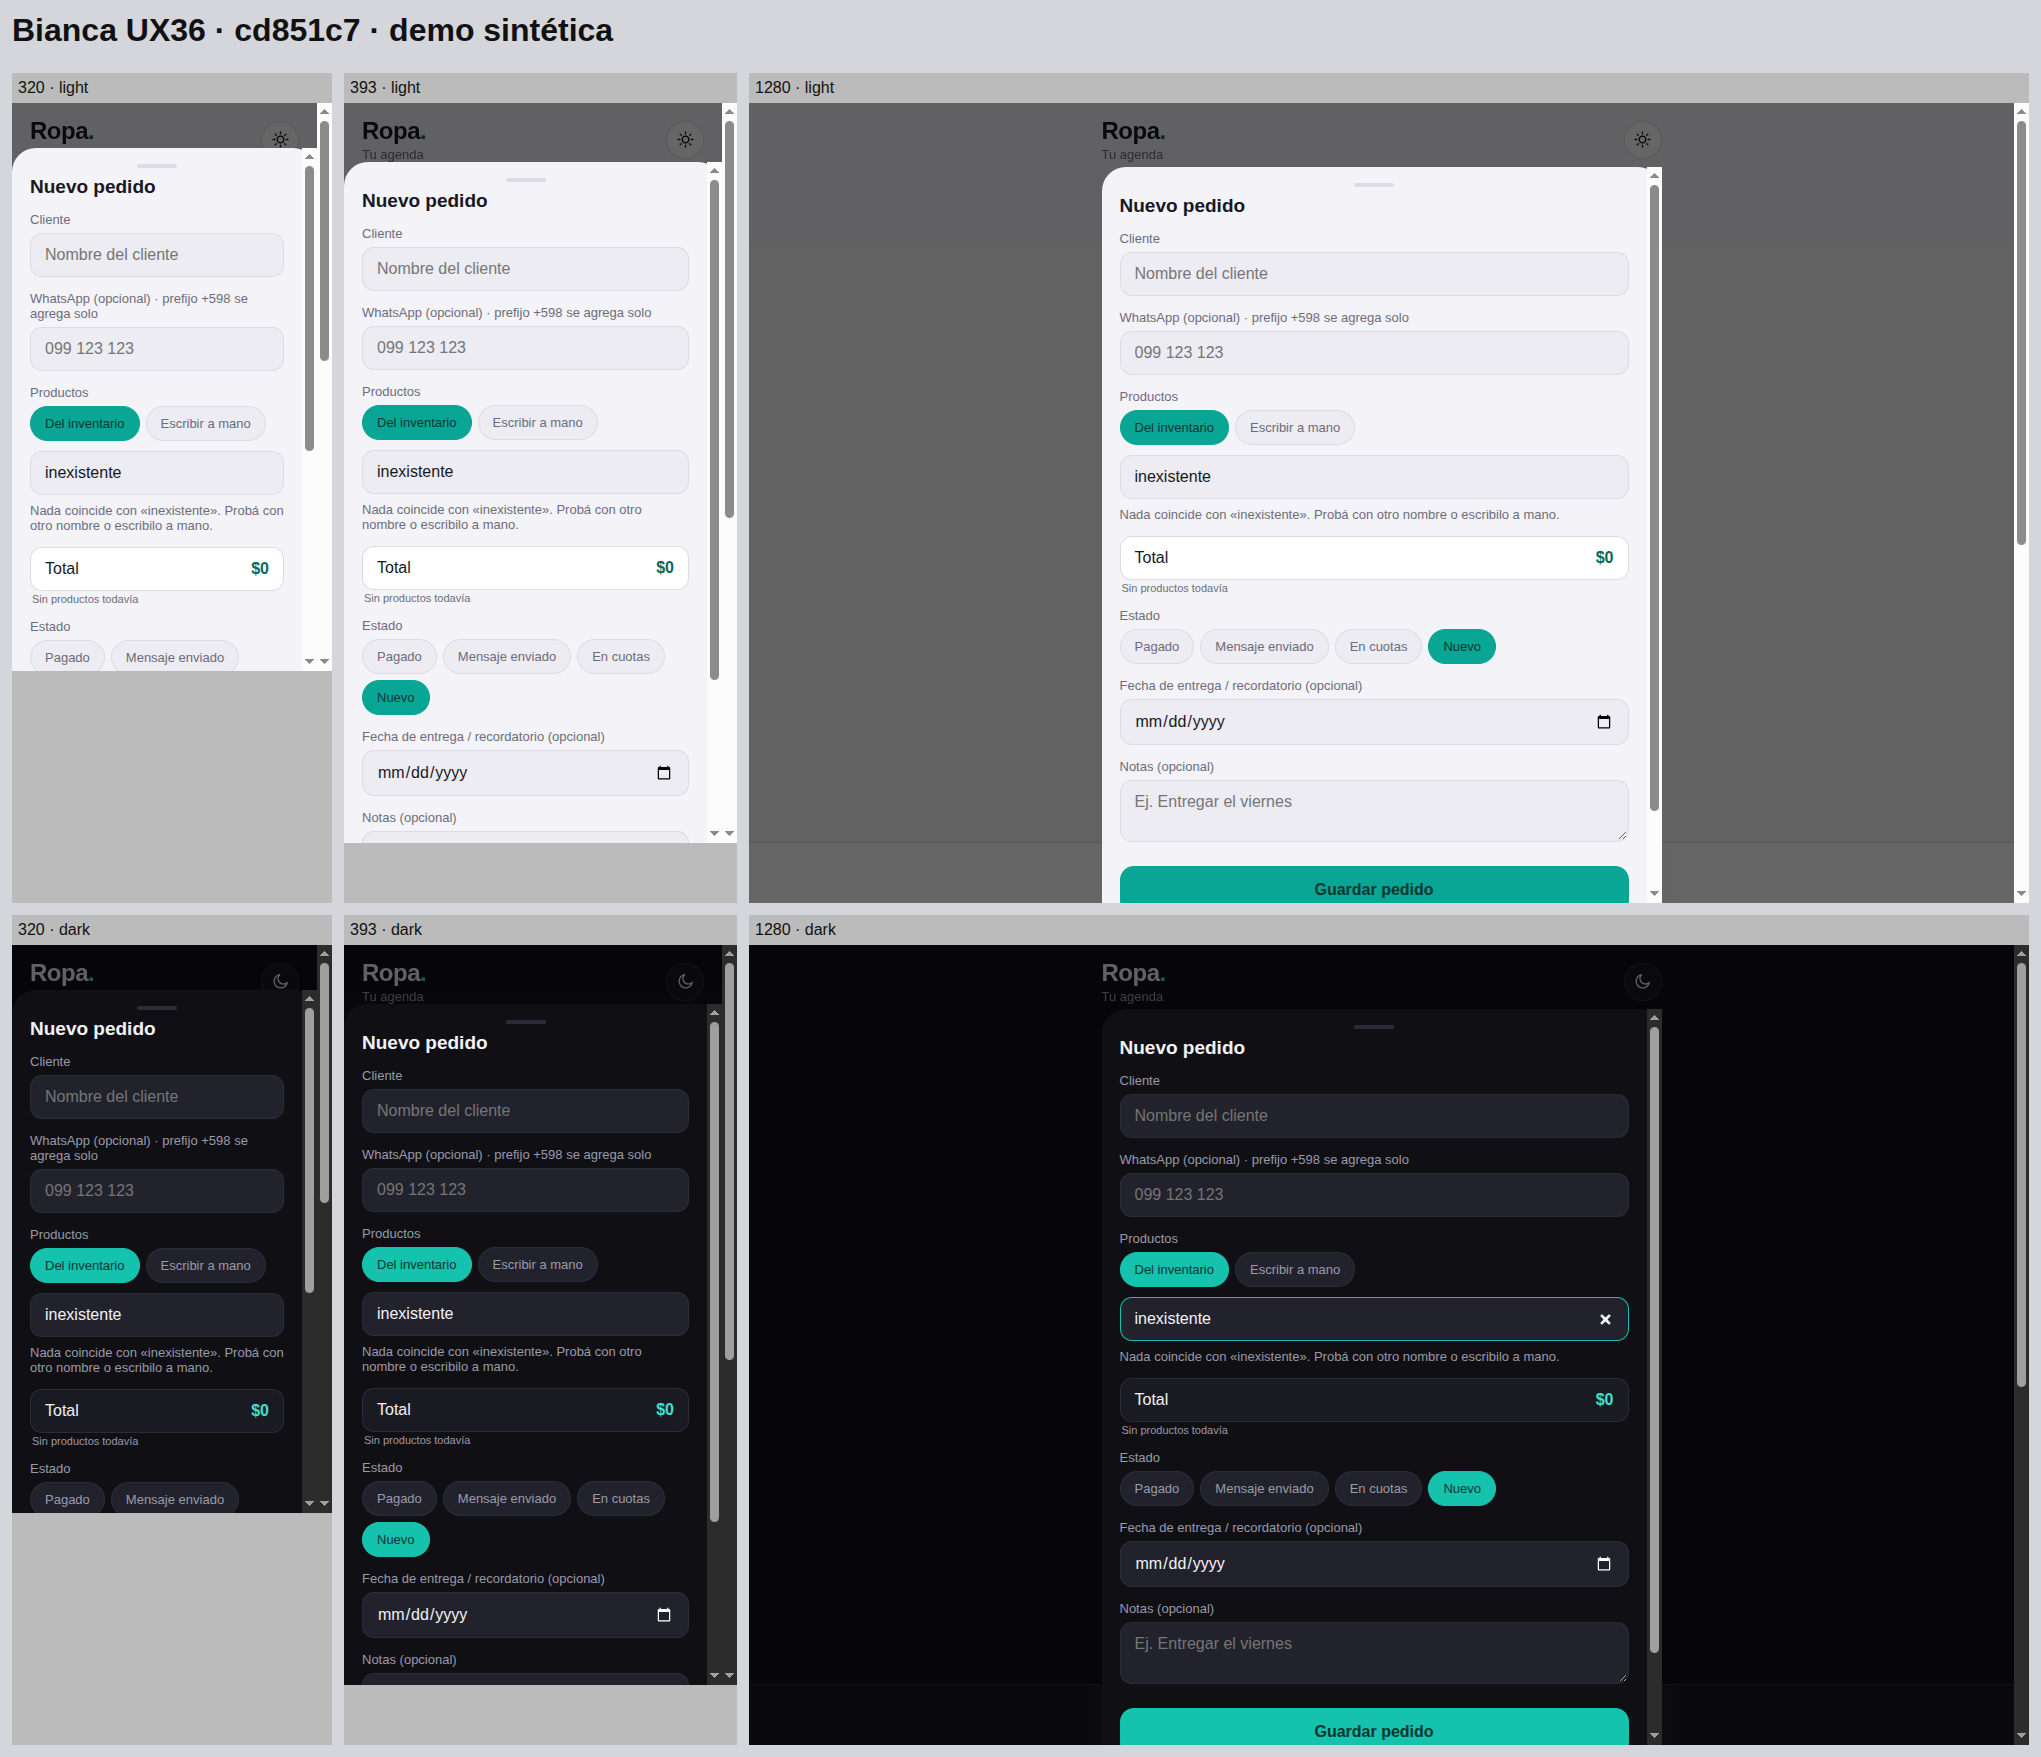 Bianca UX36 · cd851c7 · demo sintética
320 · light
Ropa.
Nuevo pedido
Cliente
Nombre del cliente
WhatsApp (opcional) · prefijo +598 se
agrega solo
099 123 123
Productos
Del inventario
Escribir a mano
inexistente
Nada coincide con «inexistente». Probá con
otro nombre o escribilo a mano.
Total $0
Sin productos todavía
Estado
Pagado
Mensaje enviado
393 · light
Ropa.
Tu agenda
Nuevo pedido
Cliente
Nombre del cliente
WhatsApp (opcional) · prefijo +598 se agrega solo
099 123 123
Productos
Del inventario
Escribir a mano
inexistente
Nada coincide con «inexistente». Probá con otro
nombre o escribilo a mano.
Total $0
Sin productos todavía
Estado
Pagado
Mensaje enviado
En cuotas
Nuevo
Fecha de entrega / recordatorio (opcional)
mm/dd/yyyy
Notas (opcional)
1280 · light
Ropa.
Tu agenda
Nuevo pedido
Cliente
Nombre del cliente
WhatsApp (opcional) · prefijo +598 se agrega solo
099 123 123
Productos
Del inventario
Escribir a mano
inexistente
Nada coincide con «inexistente». Probá con otro nombre o escribilo a mano.
Total $0
Sin productos todavía
Estado
Pagado
Mensaje enviado
En cuotas
Nuevo
Fecha de entrega / recordatorio (opcional)
mm/dd/yyyy
Notas (opcional)
Ej. Entregar el viernes
Guardar pedido
320 · dark
Ropa.
Nuevo pedido
Cliente
Nombre del cliente
WhatsApp (opcional) · prefijo +598 se
agrega solo
099 123 123
Productos
Del inventario
Escribir a mano
inexistente
Nada coincide con «inexistente». Probá con
otro nombre o escribilo a mano.
Total $0
Sin productos todavía
Estado
Pagado
Mensaje enviado
393 · dark
Ropa.
Tu agenda
Nuevo pedido
Cliente
Nombre del cliente
WhatsApp (opcional) · prefijo +598 se agrega solo
099 123 123
Productos
Del inventario
Escribir a mano
inexistente
Nada coincide con «inexistente». Probá con otro
nombre o escribilo a mano.
Total $0
Sin productos todavía
Estado
Pagado
Mensaje enviado
En cuotas
Nuevo
Fecha de entrega / recordatorio (opcional)
mm/dd/yyyy
Notas (opcional)
1280 · dark
Ropa.
Tu agenda
Nuevo pedido
Cliente
Nombre del cliente
WhatsApp (opcional) · prefijo +598 se agrega solo
099 123 123
Productos
Del inventario
Escribir a mano
inexistente
Nada coincide con «inexistente». Probá con otro nombre o escribilo a mano.
Total $0
Sin productos todavía
Estado
Pagado
Mensaje enviado
En cuotas
Nuevo
Fecha de entrega / recordatorio (opcional)
mm/dd/yyyy
Notas (opcional)
Ej. Entregar el viernes
Guardar pedido